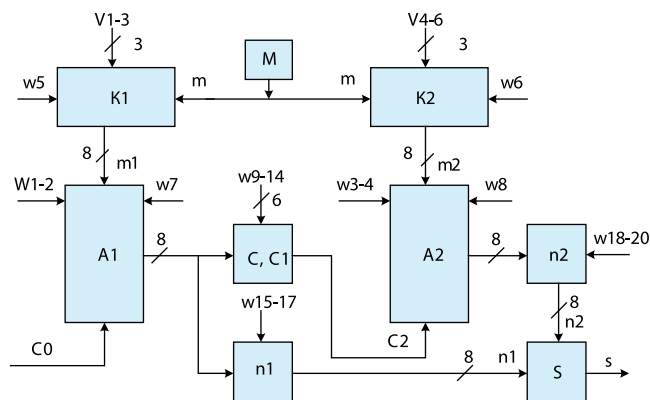 V1-3
3
V4-6
3
M
w5
K1
m
m
K2
w6
8
m1
8
m2
W1-2
w7
w9-14
6
w3-4
w8
A1
8
C, C1
A2
8
n2
w18-20
w15-17
8
n2
C0
C2
n1
8
n1
S
s